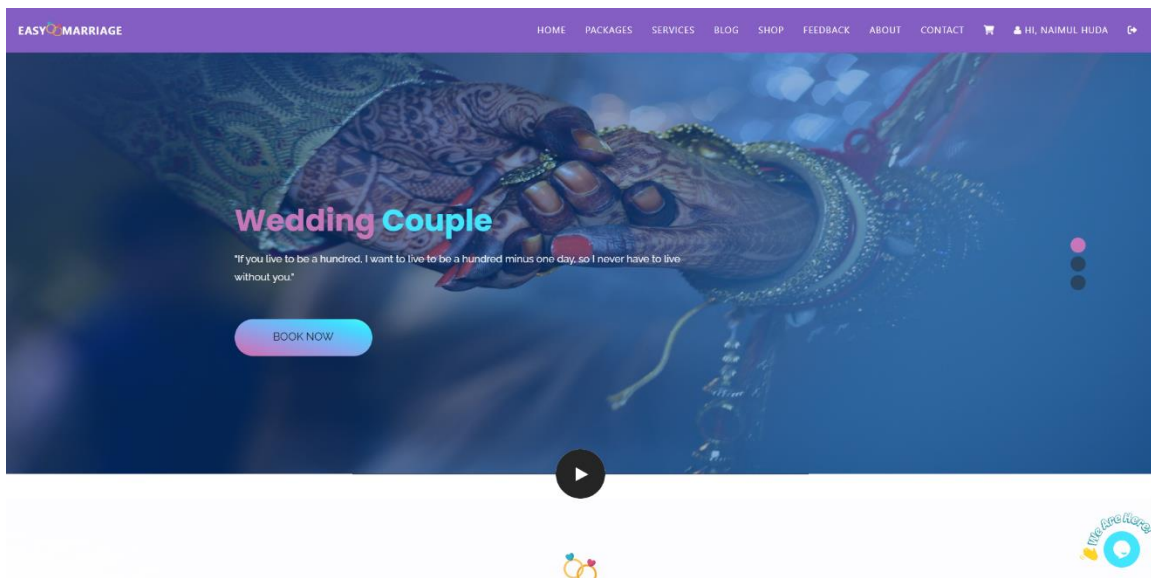 EASY MARRIAGE
HOME PACKAGES SERVICES BLOG SHOP FEEDBACK ABOUT CONTACT HI, NAIMUL HUDA
Wedding Couple
"If you live to be a hundred, I want to live to be a hundred minus one day, so I never have to live
without you."
BOOK NOW
We Are Here!